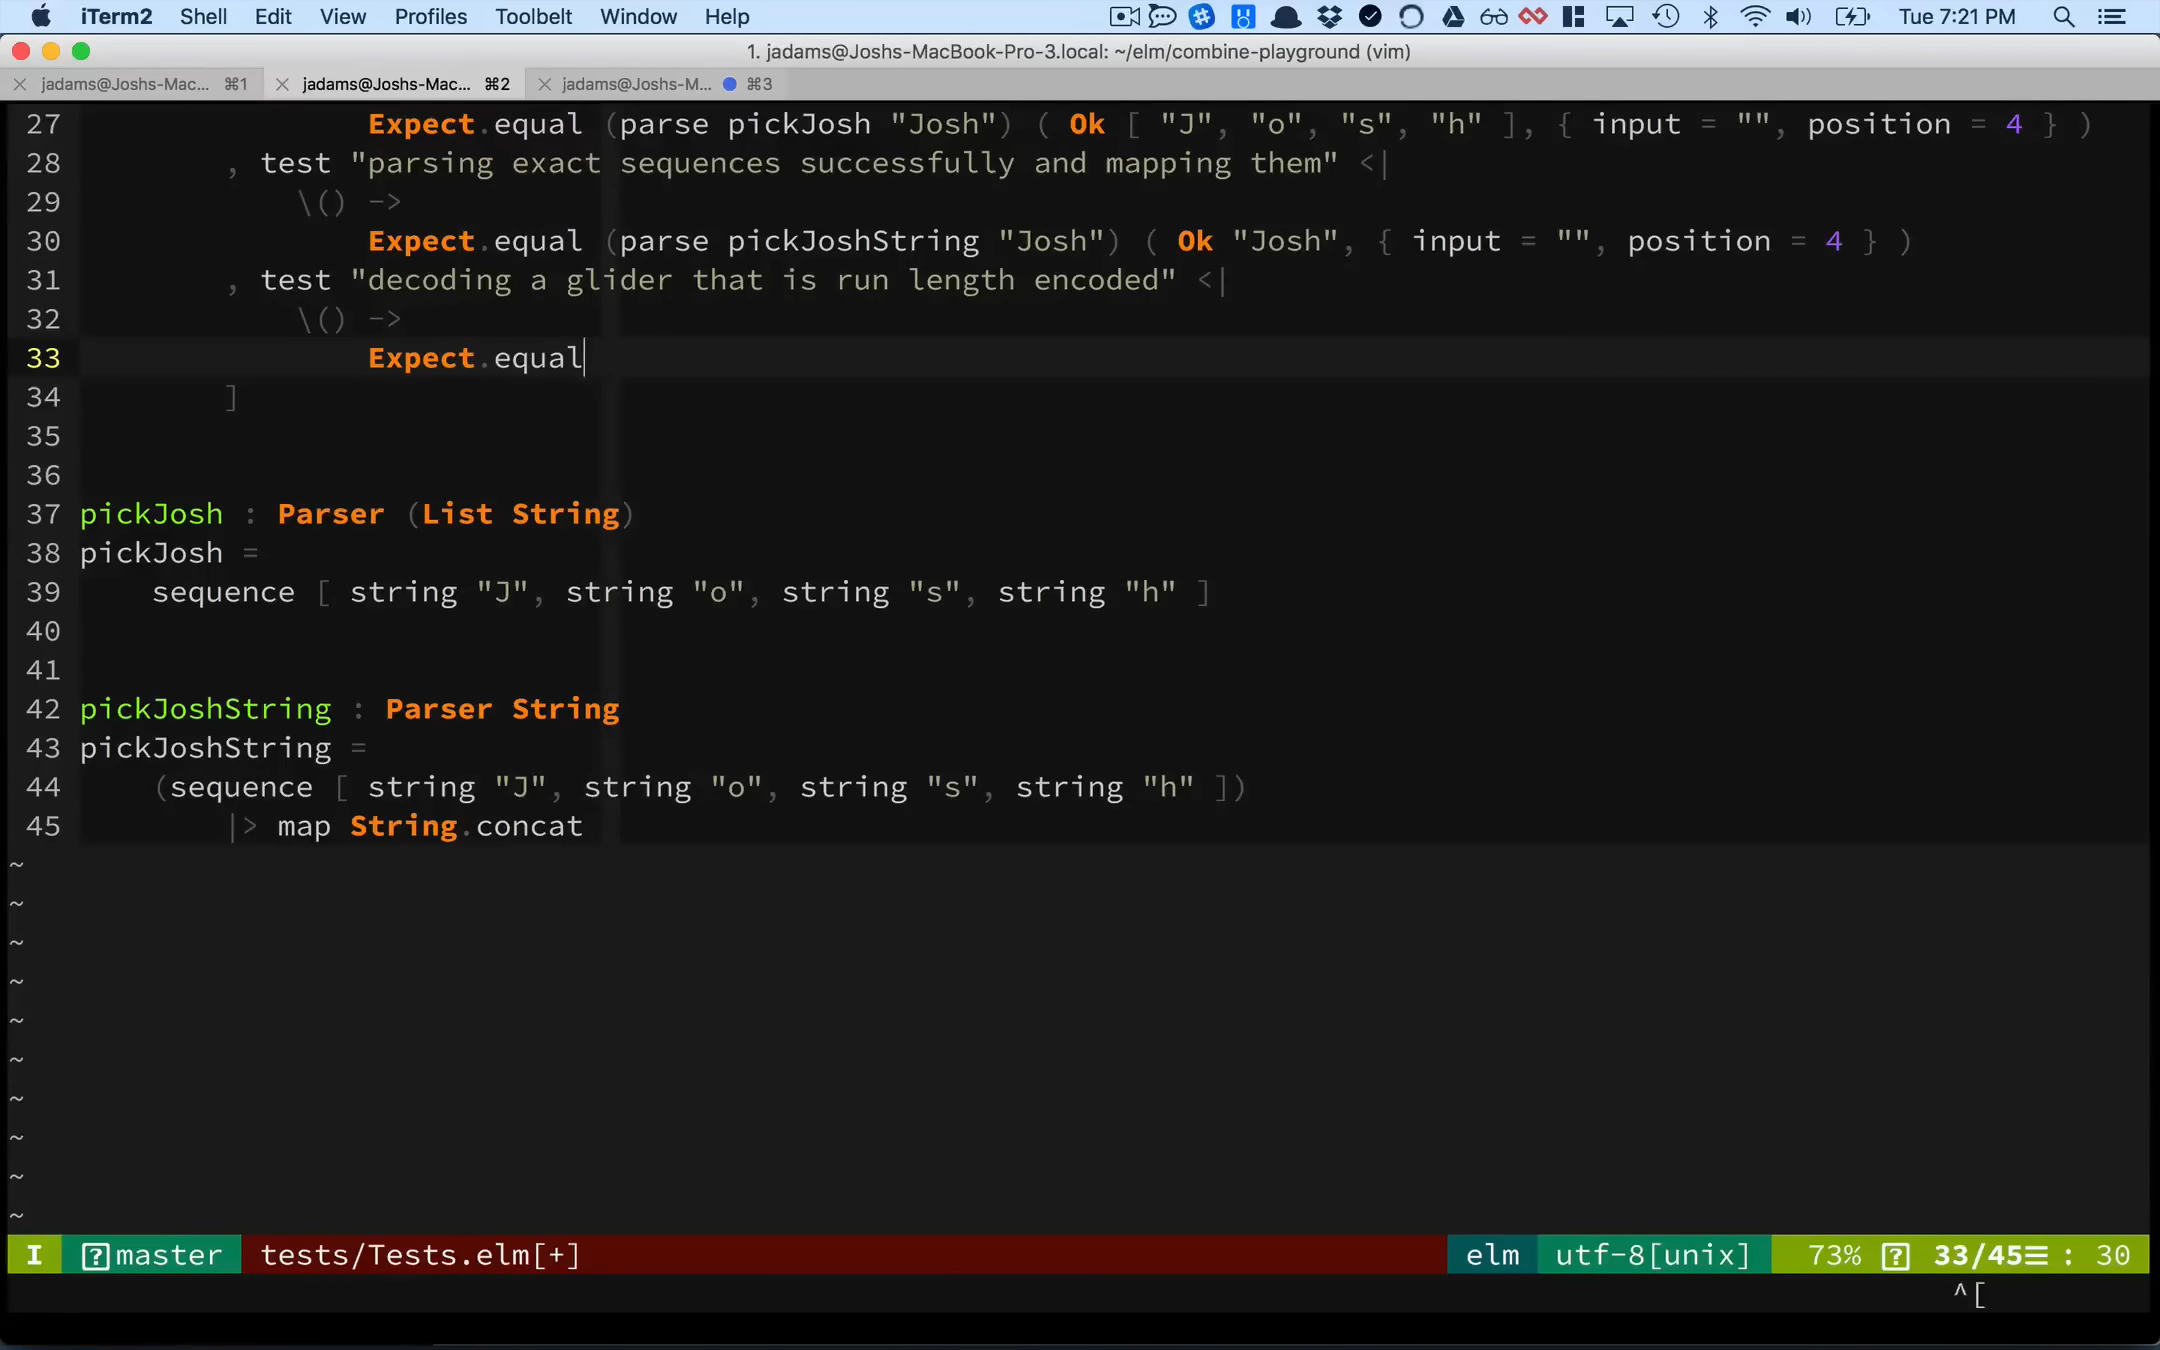 iTerm2 Shell Edit View Profiles Toolbelt Window Help Tue 7:21 PM
1. jadams@Joshs-MacBook-Pro-3.local: ~/elm/combine-playground (vim)
jadams@Joshs-Mac... ⌘1 jadams@Joshs-Mac... ⌘2 jadams@Joshs-M... ⌘3
27                 Expect.equal (parse pickJosh "Josh") ( Ok [ "J", "o", "s", "h" ], { input = "", position = 4 } )
28         , test "parsing exact sequences successfully and mapping them" <|
29             \() ->
30                 Expect.equal (parse pickJoshString "Josh") ( Ok "Josh", { input = "", position = 4 } )
31         , test "decoding a glider that is run length encoded" <|
32             \() ->
33                 Expect.equal
34         ]
35
36
37 pickJosh : Parser (List String)
38 pickJosh =
39     sequence [ string "J", string "o", string "s", string "h" ]
40
41
42 pickJoshString : Parser String
43 pickJoshString =
44     (sequence [ string "J", string "o", string "s", string "h" ])
45         |> map String.concat
~
~
~
~
~
~
~
~
~
~
I [?]master tests/Tests.elm[+] elm utf-8[unix] 73% [?] 33/45☰ : 30
^[